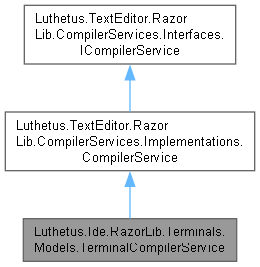 Luthetus.TextEditor.Razor
Lib.CompilerServices.Interfaces.
ICompilerService
Luthetus.TextEditor.Razor
Lib.CompilerServices.Implementations.
CompilerService
Luthetus.Ide.RazorLib.Terminals.
Models.TerminalCompilerService